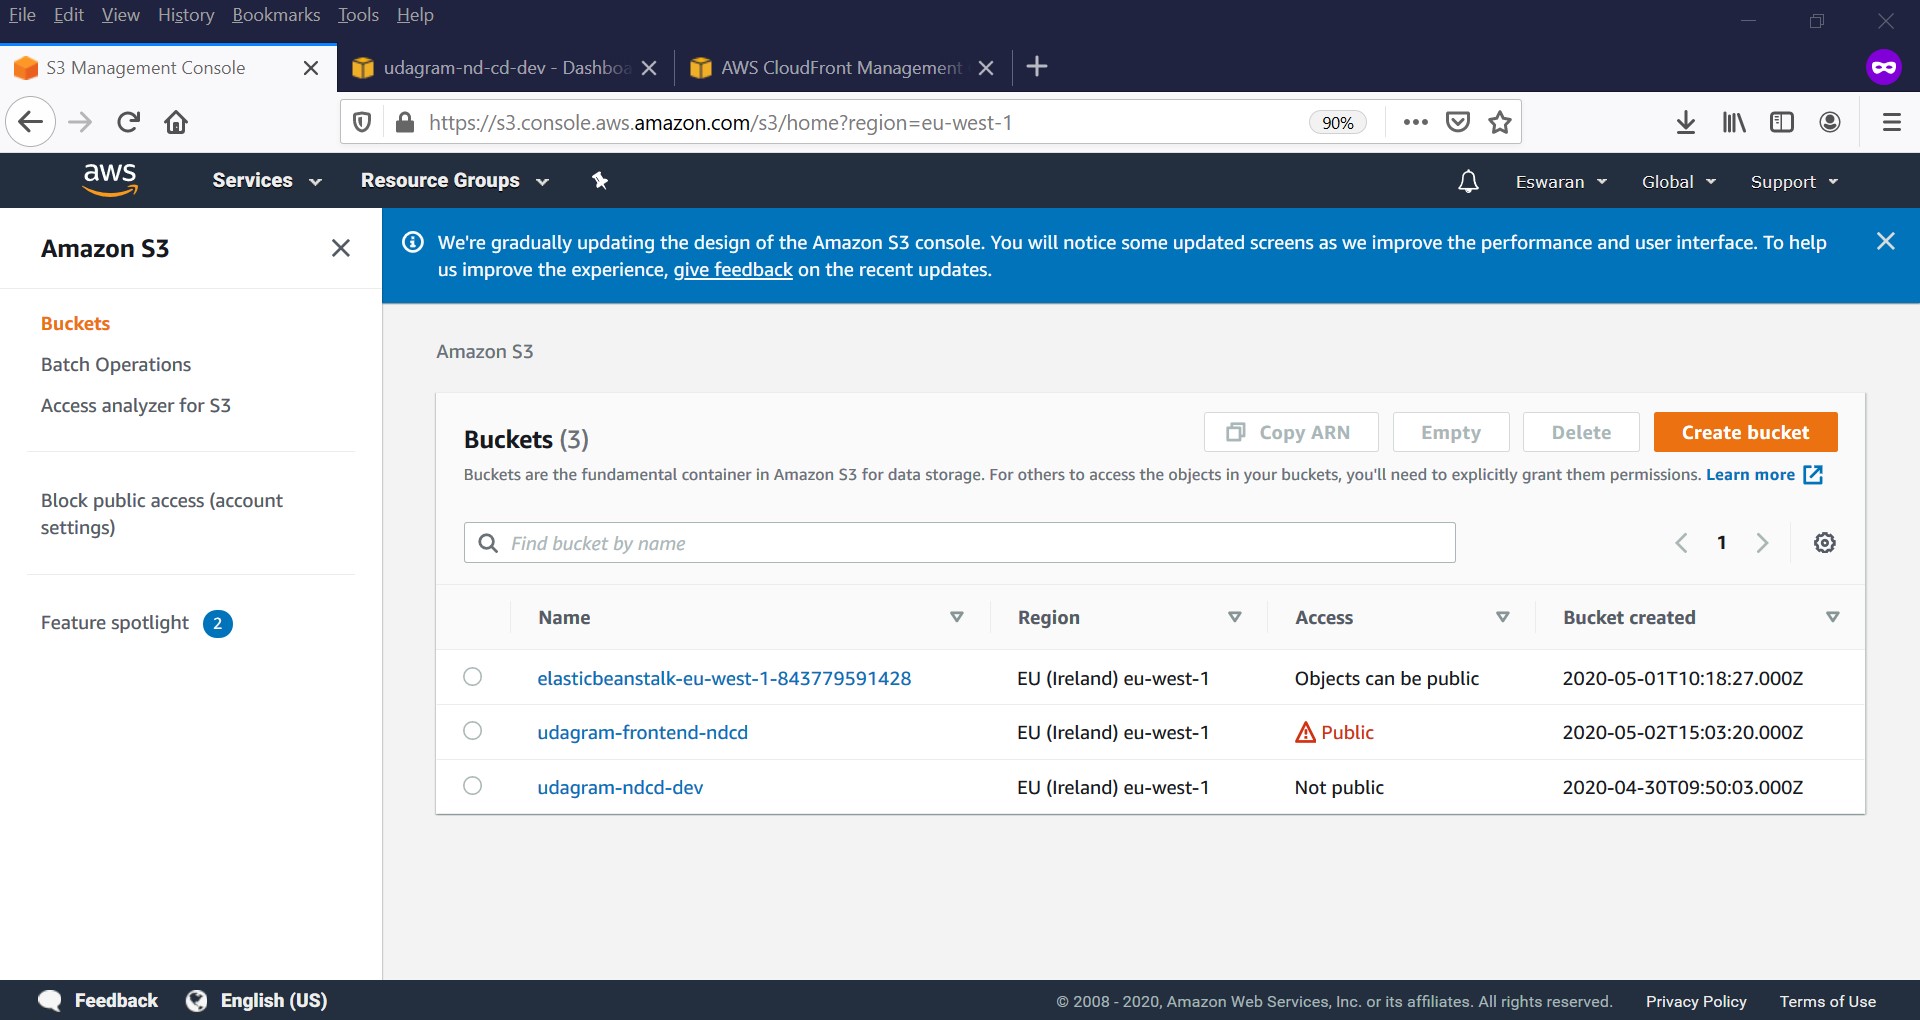 File Edit View History Bookmarks Tools Help
S3 Management Console
udagram-nd-cd-dev - Dashboa
AWS CloudFront Management
https://s3.console.aws.amazon.com/s3/home?region=eu-west-1
90%
aws
Services
Resource Groups
Eswaran
Global
Support
Amazon S3
Buckets
Batch Operations
Access analyzer for S3
Block public access (account
settings)
Feature spotlight 2
We're gradually updating the design of the Amazon S3 console. You will notice some updated screens as we improve the performance and user interface. To help
us improve the experience, give feedback on the recent updates.
Amazon S3
Buckets (3)
Copy ARN
Empty
Delete
Create bucket
Buckets are the fundamental container in Amazon S3 for data storage. For others to access the objects in your buckets, you'll need to explicitly grant them permissions. Learn more
Find bucket by name
1
Name Region Access Bucket created
elasticbeanstalk-eu-west-1-843779591428 EU (Ireland) eu-west-1 Objects can be public 2020-05-01T10:18:27.000Z
udagram-frontend-ndcd EU (Ireland) eu-west-1 Public 2020-05-02T15:03:20.000Z
udagram-ndcd-dev EU (Ireland) eu-west-1 Not public 2020-04-30T09:50:03.000Z
Feedback English (US)
© 2008 - 2020, Amazon Web Services, Inc. or its affiliates. All rights reserved. Privacy Policy Terms of Use